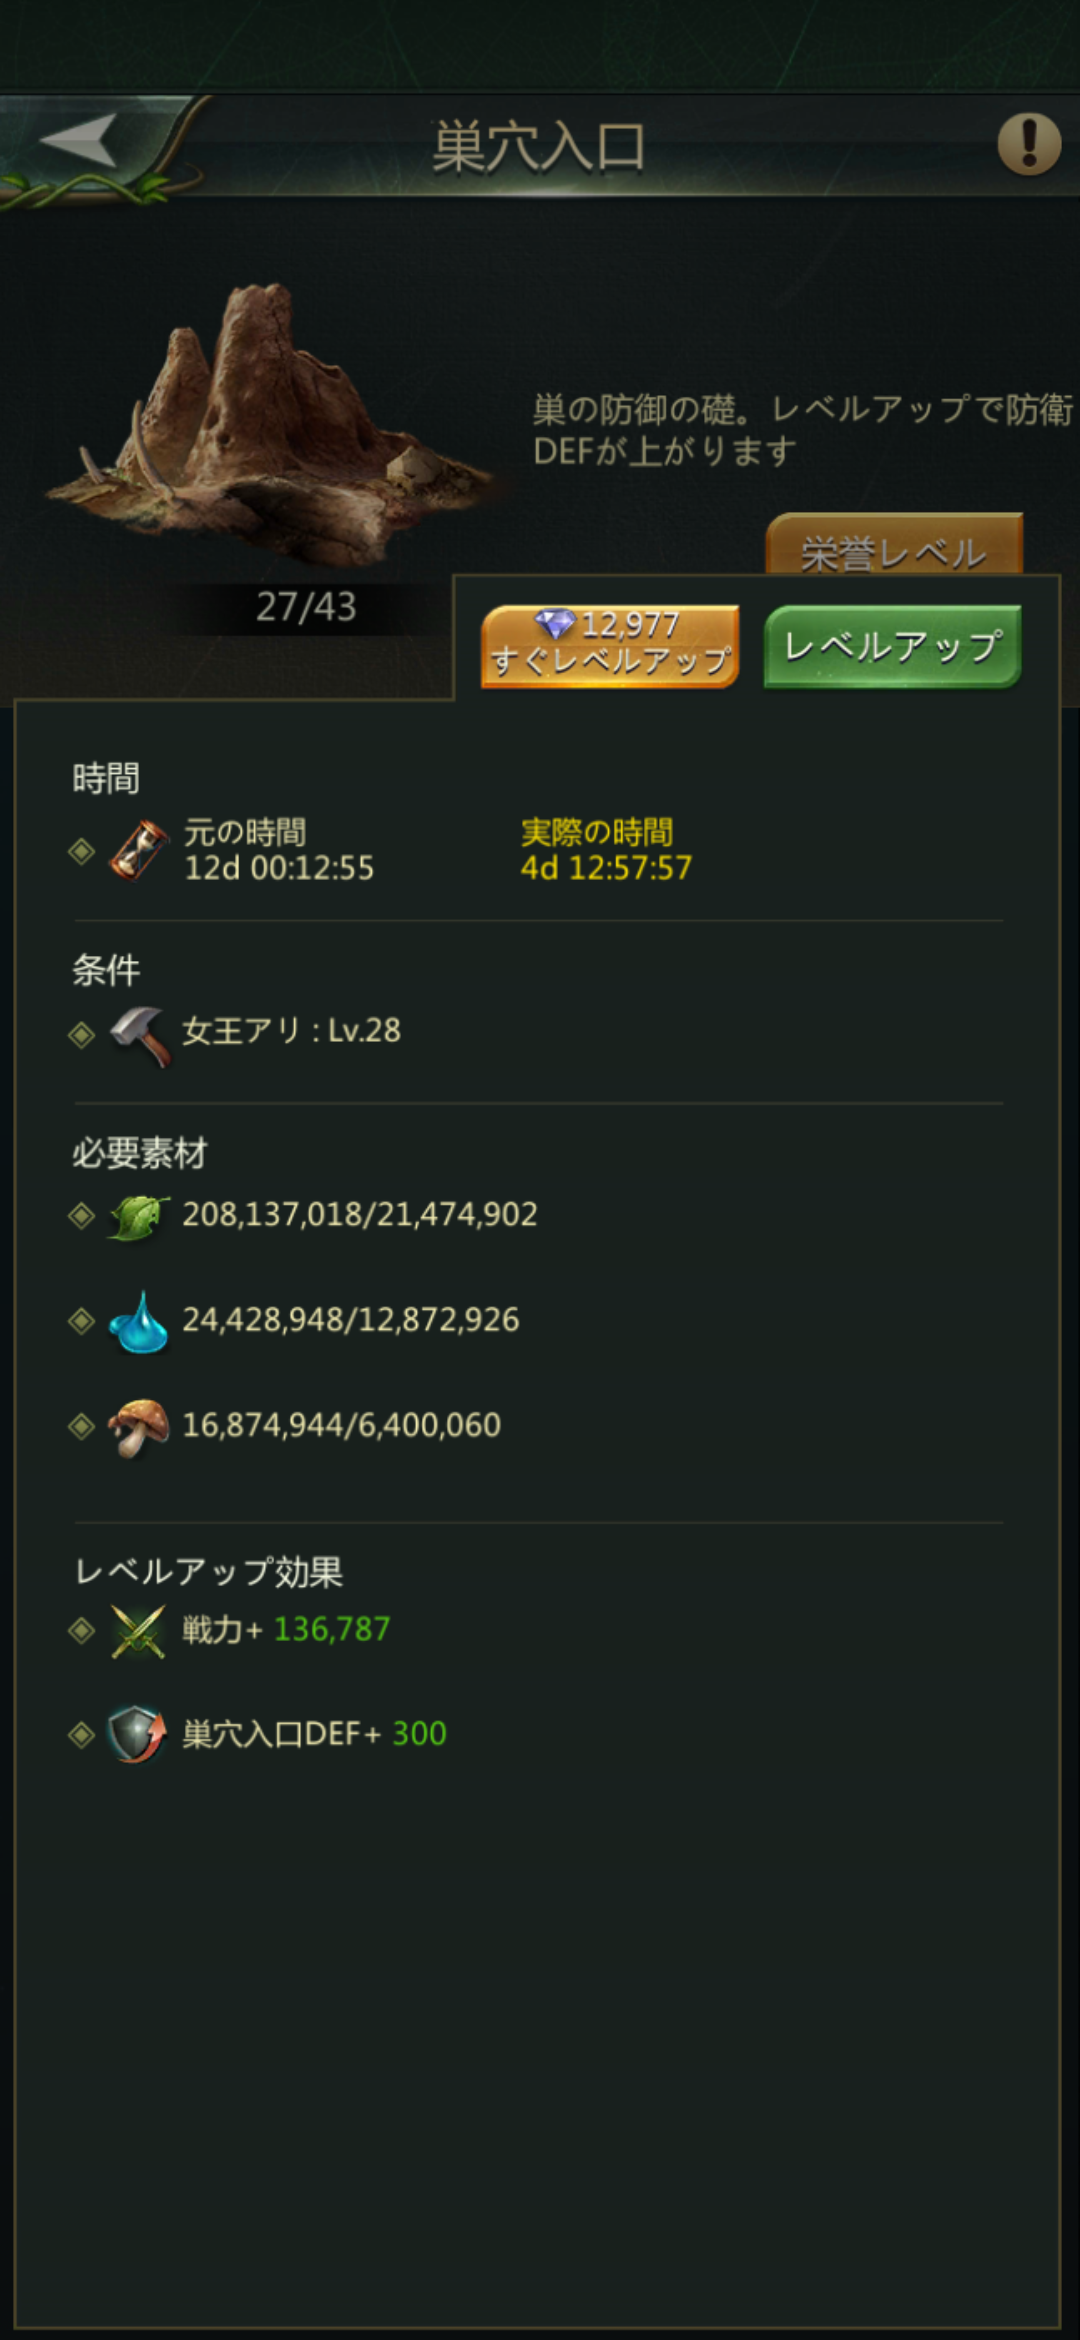 巣穴入口
巣の防御の礎。レベルアップで防衛
DEFが上がります
栄誉レベル
27/43
12,977
すぐレベルアップ
レベルアップ
時間
元の時間
12d 00:12:55
実際の時間
4d 12:57:57
条件
女王アリ : Lv.28
必要素材
208,137,018/21,474,902
24,428,948/12,872,926
16,874,944/6,400,060
レベルアップ効果
戦力+ 136,787
巣穴入口DEF+ 300